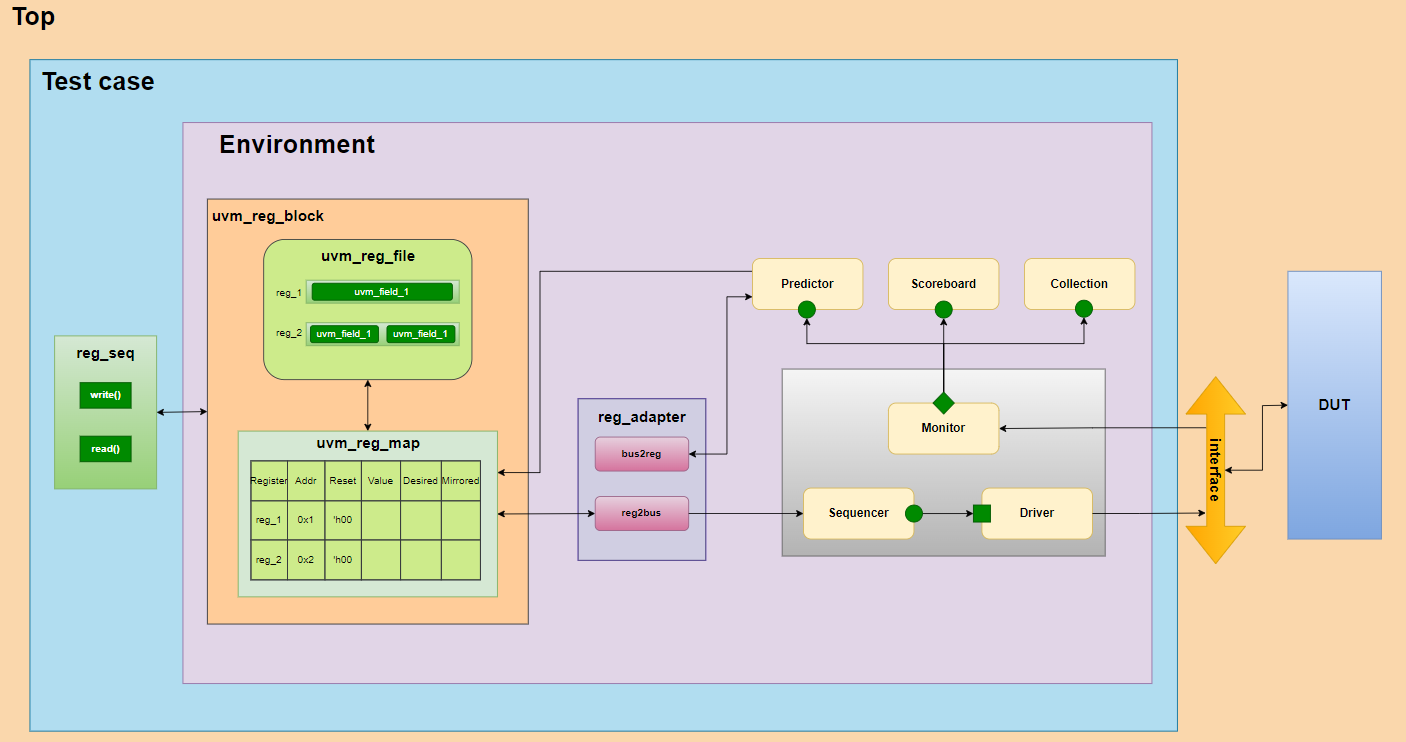 Top
Test case
Environment
uvm_reg_block
uvm_reg_file
reg_1 uvm_field_1
reg_2 uvm_field_1 uvm_field_1
reg_seq
write()
read()
uvm_reg_map
Register Addr Reset Value Desired Mirrored
reg_1 0x1 'h00
reg_2 0x2 'h00
reg_adapter
bus2reg
reg2bus
Predictor Scoreboard Collection
Monitor
Sequencer Driver
interface
DUT